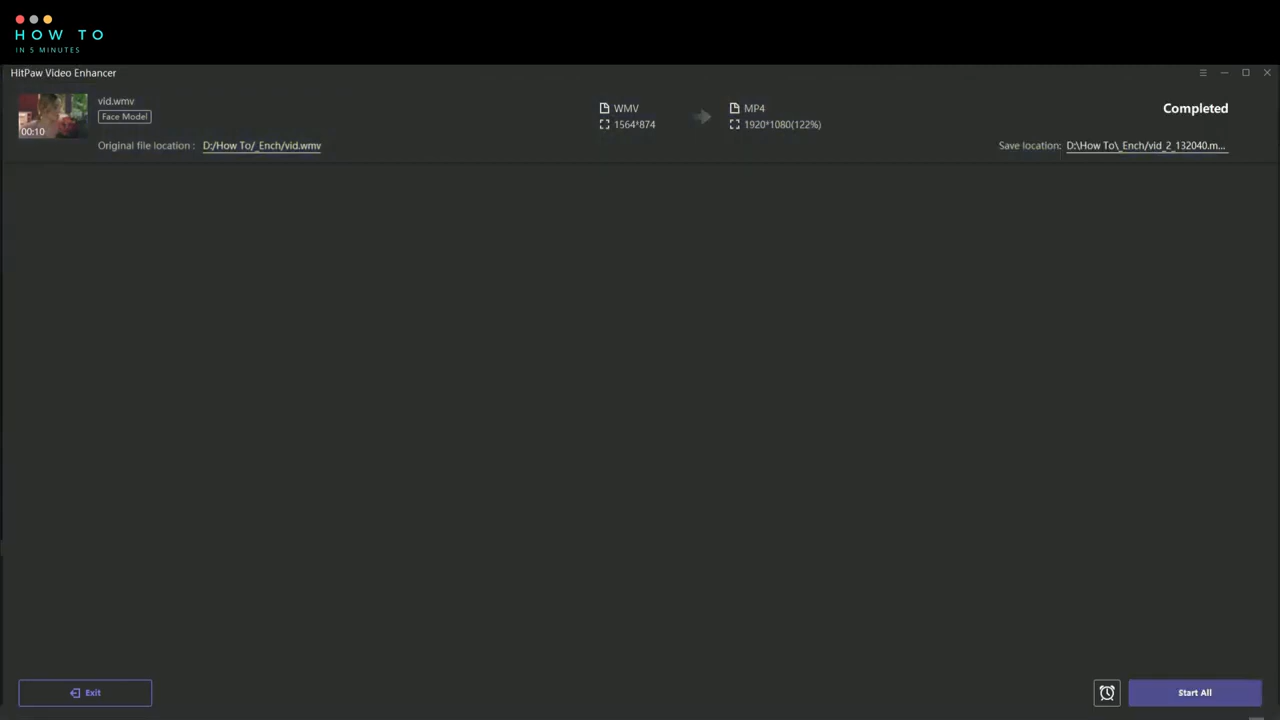 HOW TO
IN 5 MINUTES
HitPaw Video Enhancer
vid.wmv
Face Model
00:10
WMV
1564*874
MP4
1920*1080(122%)
Completed
Original file location : D:/How To/_Ench/vid.wmv
Save location: D:\How To\_Ench/vid_2_132040.m...
Exit
Start All